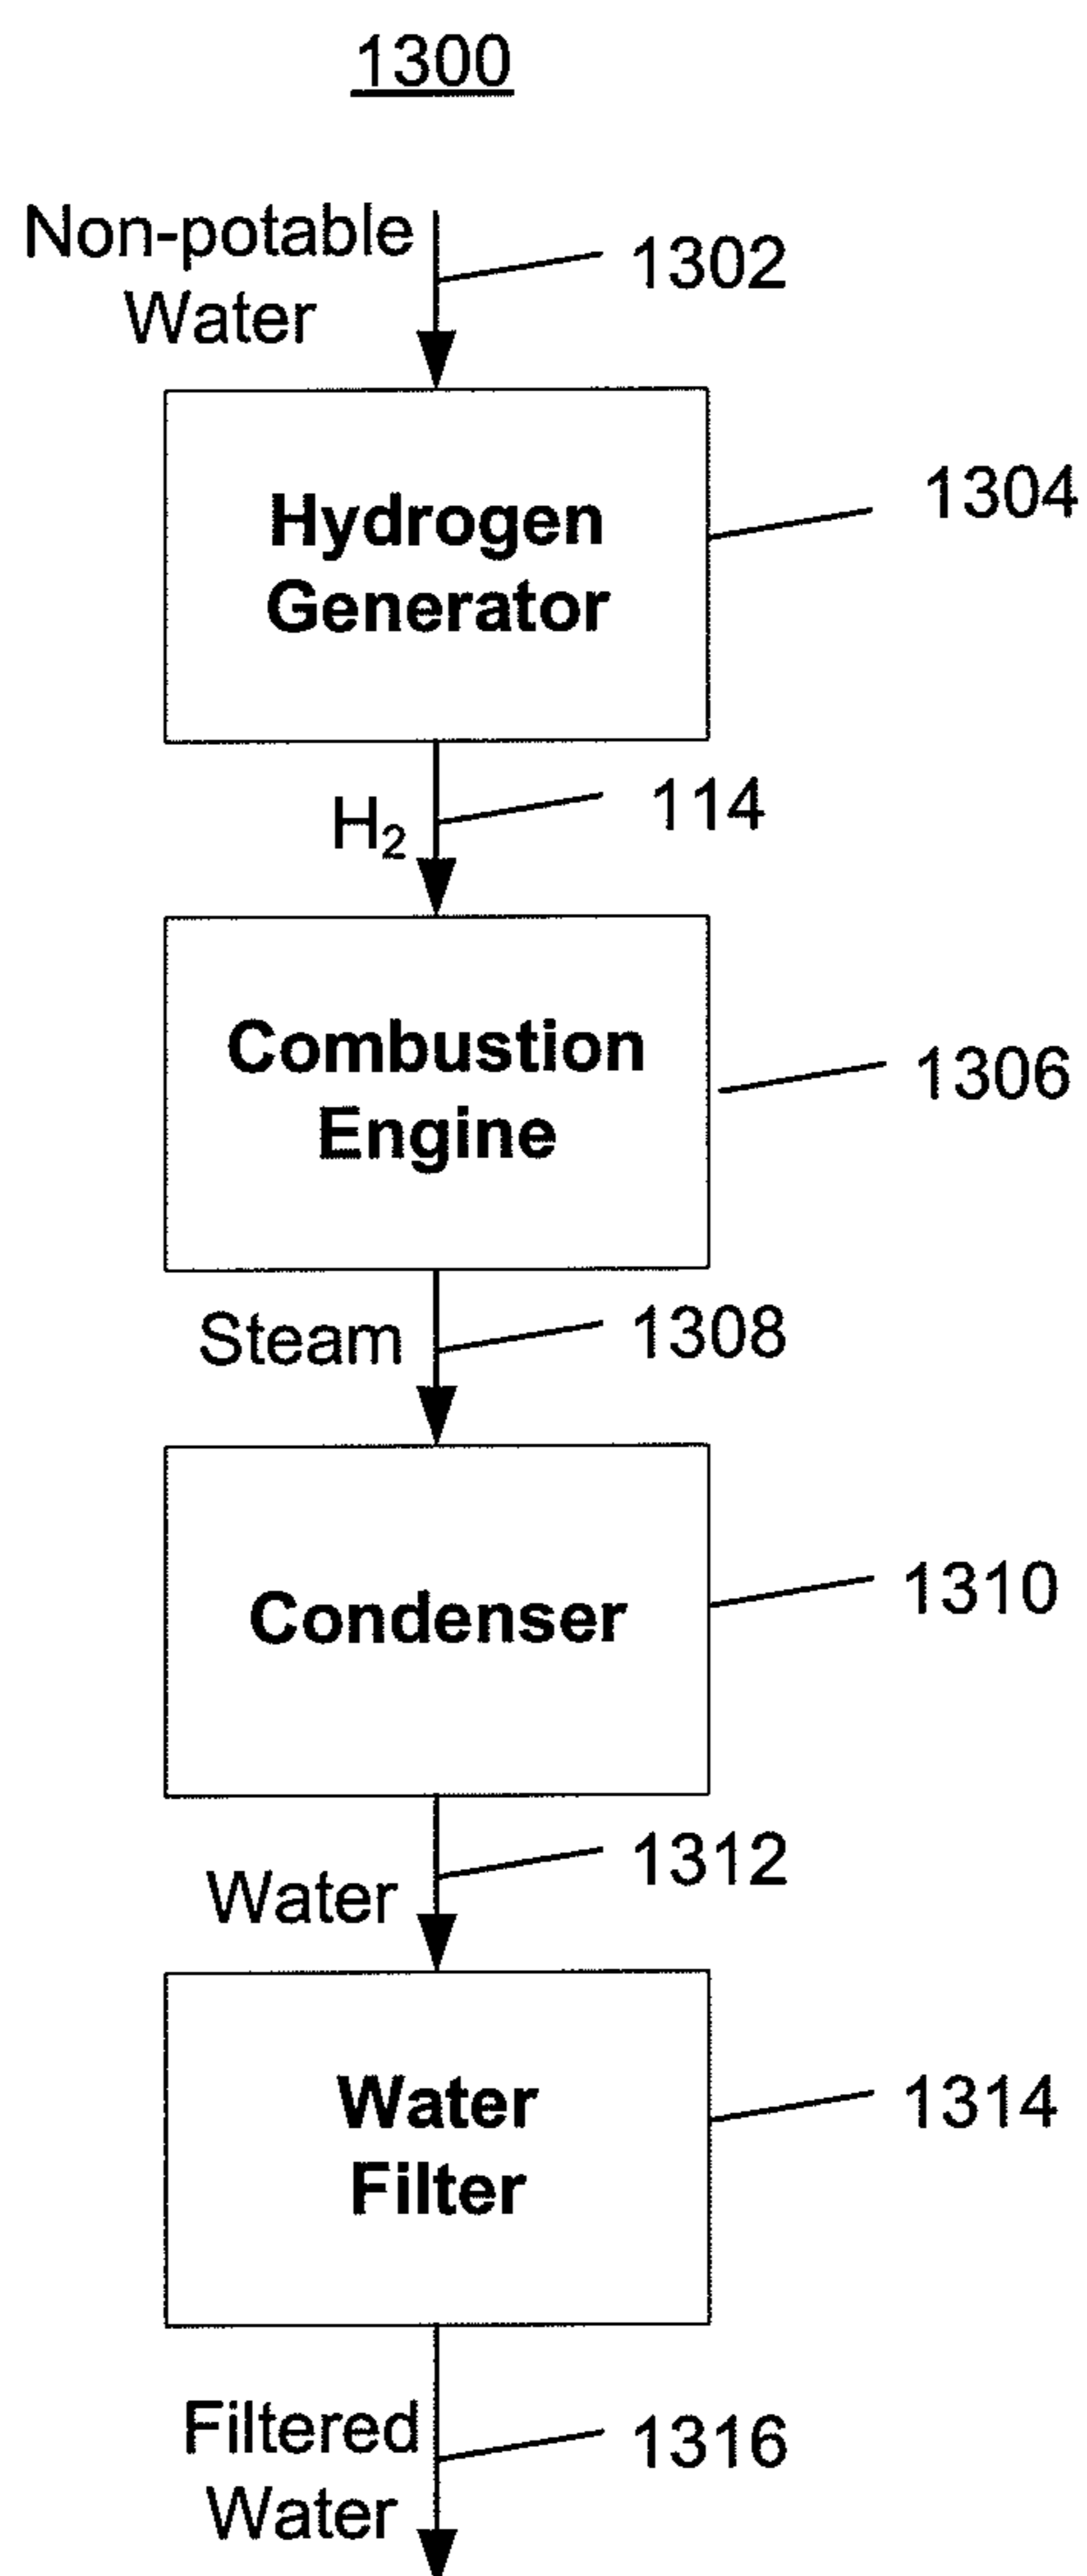 1300
Non-potable
Water
1302
Hydrogen
Generator
1304
H₂
114
Combustion
Engine
1306
Steam
1308
Condenser
1310
Water
1312
Water
Filter
1314
Filtered
Water
1316